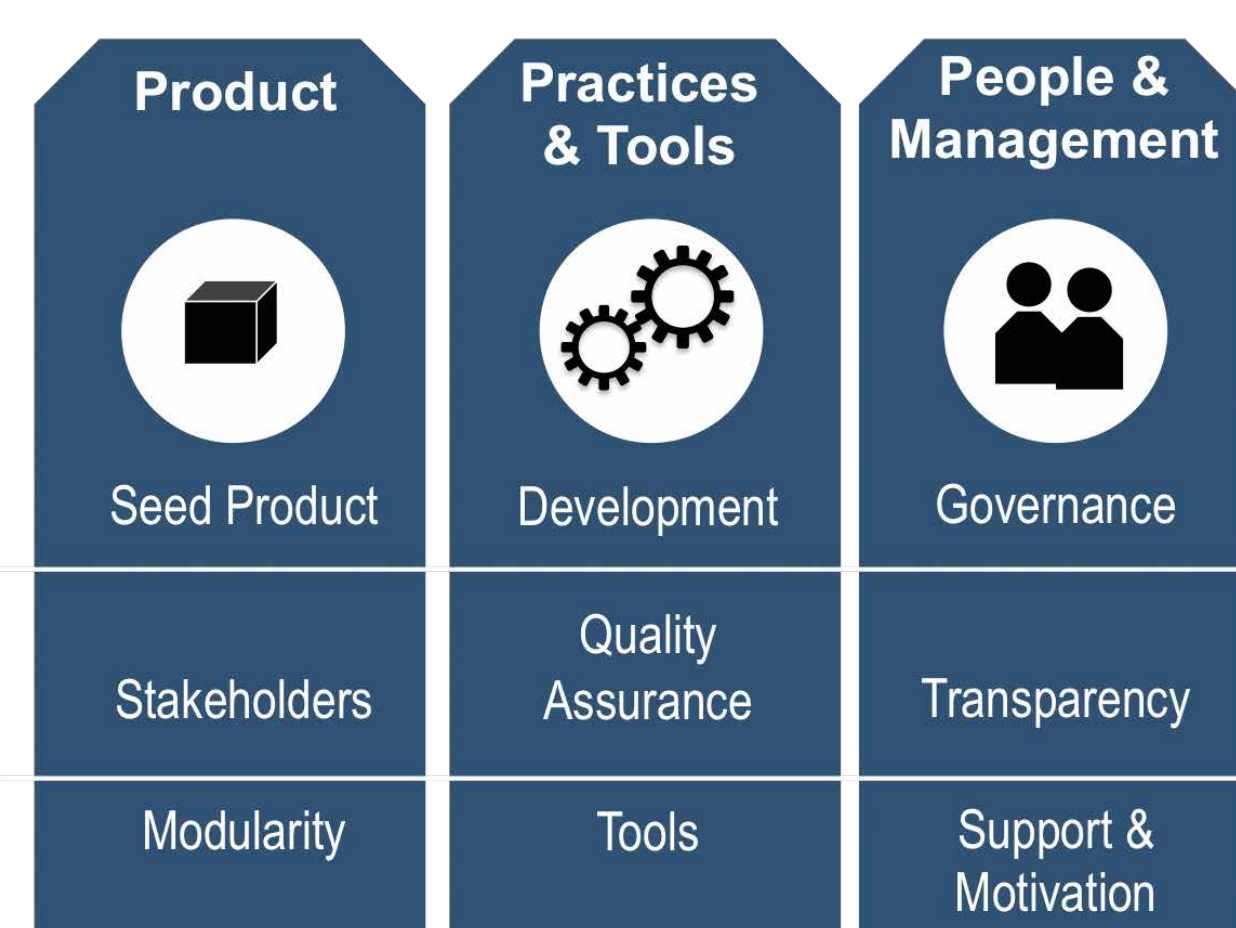 Product
Practices
& Tools
People &
Management
Seed Product
Development
Governance
Stakeholders
Quality
Assurance
Transparency
Modularity
Tools
Support &
Motivation